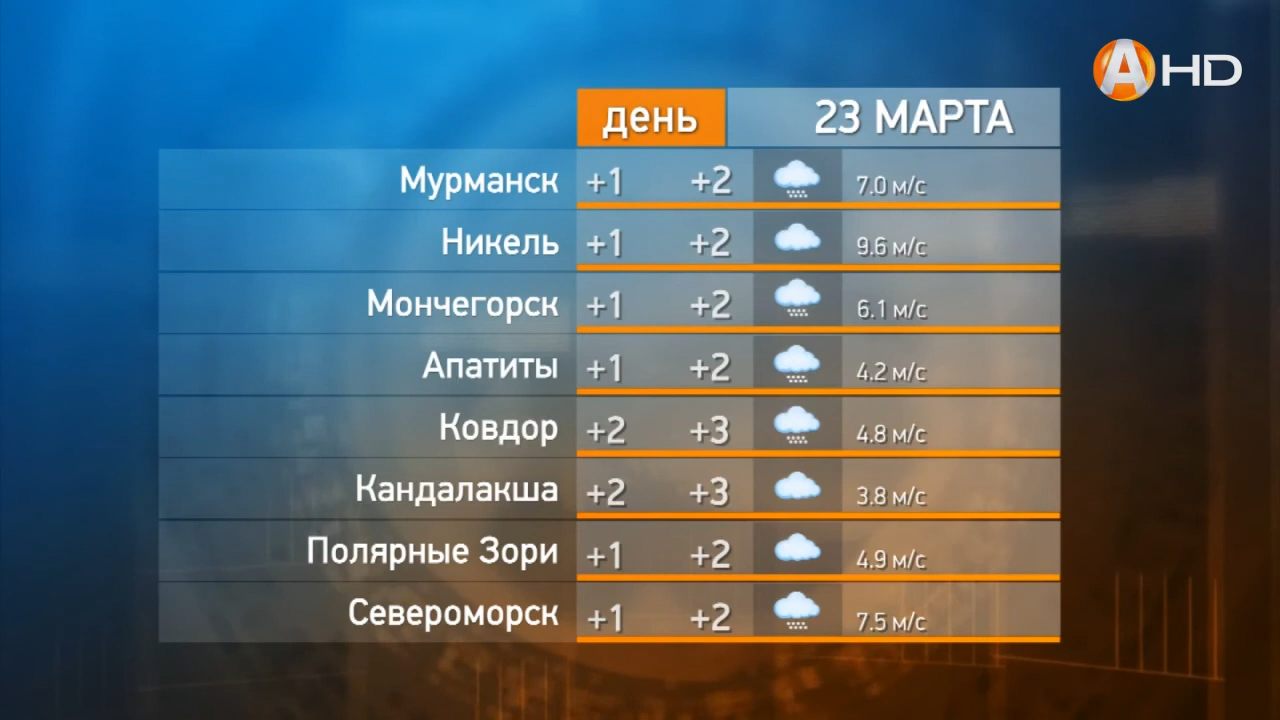 А HD
день 23 МАРТА
Мурманск +1 +2 7.0 м/с
Никель +1 +2 9.6 м/с
Мончегорск +1 +2 6.1 м/с
Апатиты +1 +2 4.2 м/с
Ковдор +2 +3 4.8 м/с
Кандалакша +2 +3 3.8 м/с
Полярные Зори +1 +2 4.9 м/с
Североморск +1 +2 7.5 м/с